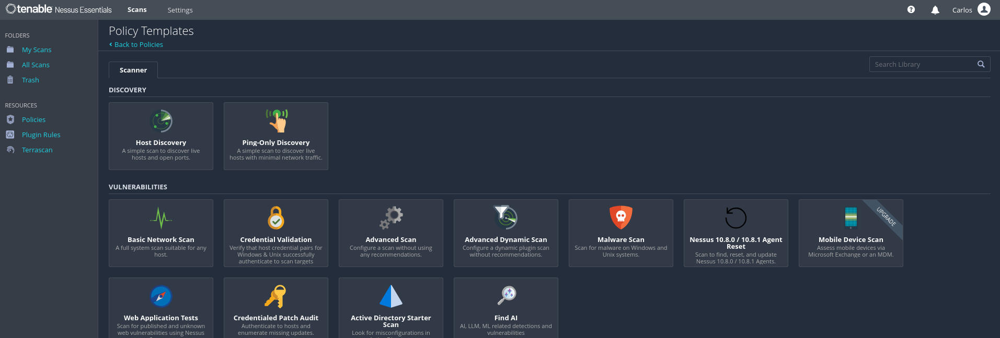 tenable Nessus Essentials
Scans
Settings
Carlos
FOLDERS
My Scans
All Scans
Trash
RESOURCES
Policies
Plugin Rules
Terrascan
Policy Templates
Back to Policies
Scanner
Search Library
DISCOVERY
Host Discovery
A simple scan to discover live
hosts and open ports.
Ping-Only Discovery
A simple scan to discover live
hosts with minimal network traffic.
VULNERABILITIES
Basic Network Scan
A full system scan suitable for any
host.
Credential Validation
Verify that host credential pairs for
Windows & Unix successfully
authenticate to scan targets
Advanced Scan
Configure a scan without using
any recommendations.
Advanced Dynamic Scan
Configure a dynamic plugin scan
without recommendations.
Malware Scan
Scan for malware on Windows and
Unix systems.
Nessus 10.8.0 / 10.8.1 Agent
Reset
Scan to find, reset, and update
Nessus 10.8.0 / 10.8.1 Agents.
UPGRADE
Mobile Device Scan
Assess mobile devices via
Microsoft Exchange or an MDM.
Web Application Tests
Scan for published and unknown
web vulnerabilities using Nessus
Credentialed Patch Audit
Authenticate to hosts and
enumerate missing updates.
Active Directory Starter
Scan
Look for misconfigurations in
Find AI
AI, LLM, ML related detections and
vulnerabilities